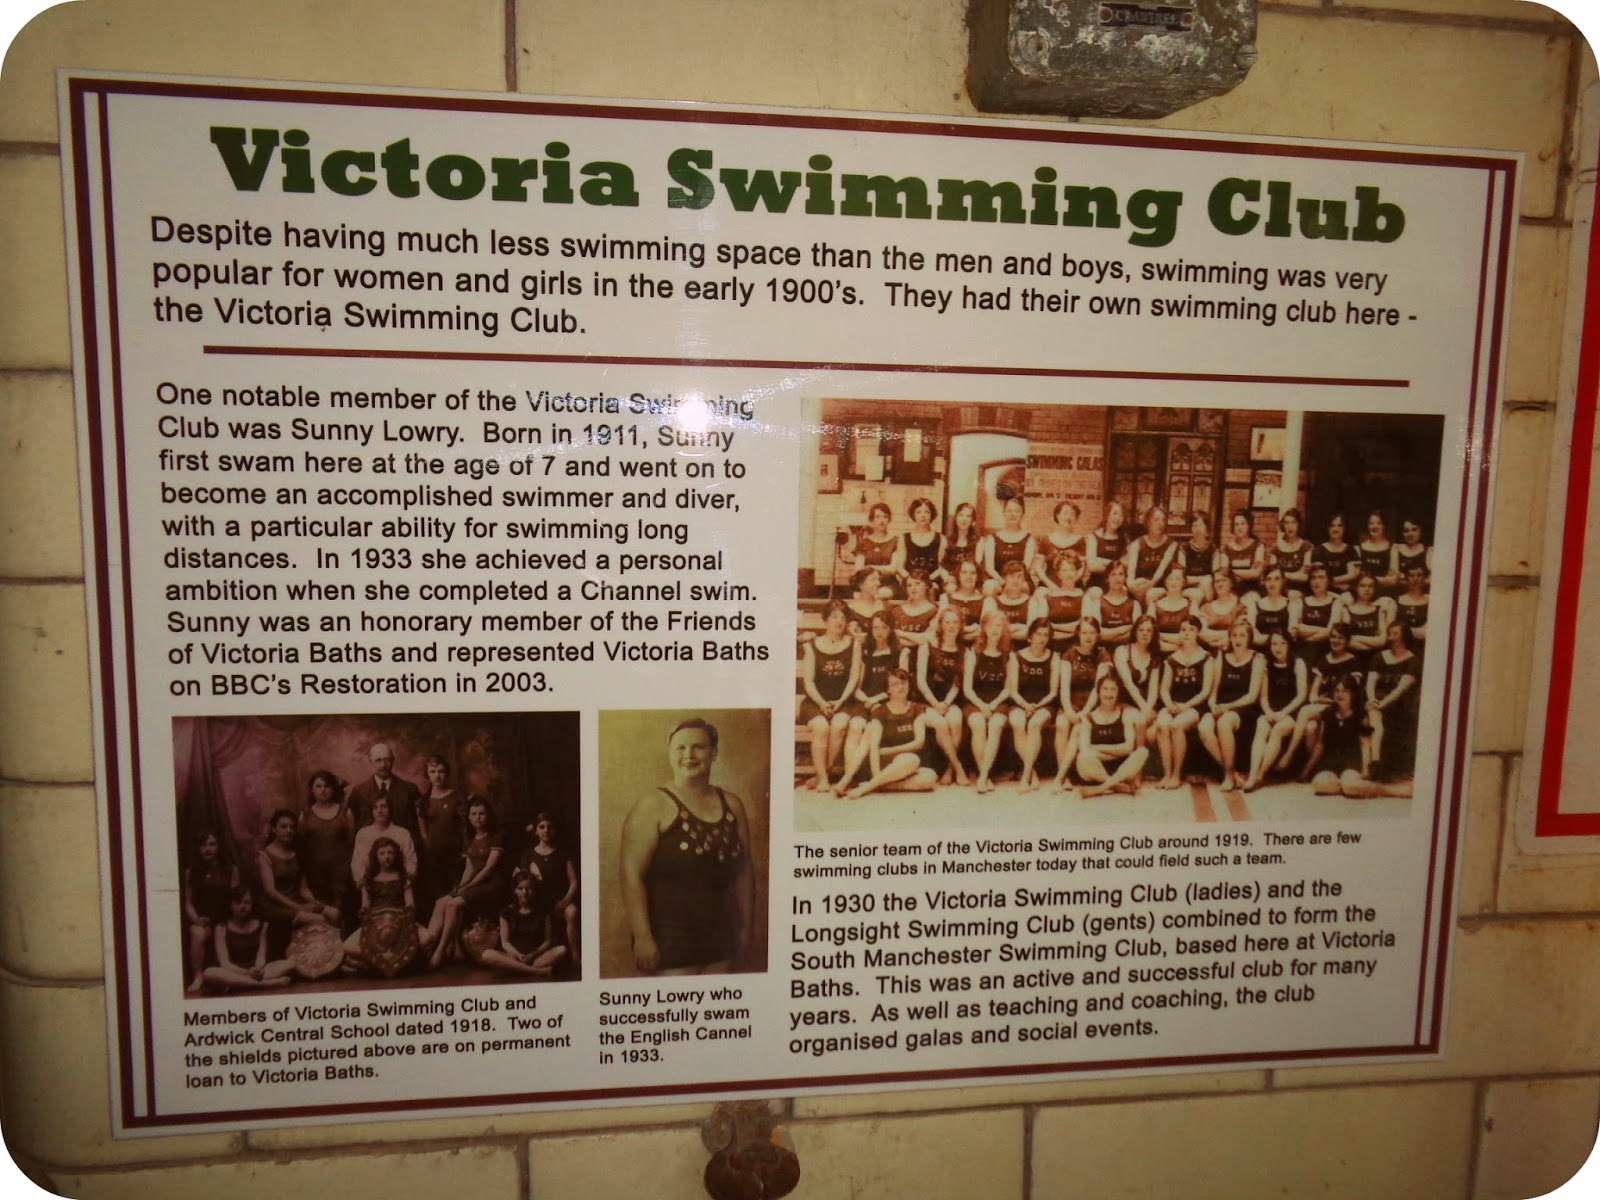 CRABTREE
Victoria Swimming Club
Despite having much less swimming space than the men and boys, swimming was very
popular for women and girls in the early 1900's. They had their own swimming club here -
the Victoria Swimming Club.
One notable member of the Victoria Swimming
Club was Sunny Lowry. Born in 1911, Sunny
first swam here at the age of 7 and went on to
become an accomplished swimmer and diver,
with a particular ability for swimming long
distances. In 1933 she achieved a personal
ambition when she completed a Channel swim.
Sunny was an honorary member of the Friends
of Victoria Baths and represented Victoria Baths
on BBC's Restoration in 2003.
Members of Victoria Swimming Club and
Ardwick Central School dated 1918. Two of
the shields pictured above are on permanent
loan to Victoria Baths.
Sunny Lowry who
successfully swam
the English Cannel
in 1933.
SWIMMING GALAS
The senior team of the Victoria Swimming Club around 1919. There are few
swimming clubs in Manchester today that could field such a team.
In 1930 the Victoria Swimming Club (ladies) and the
Longsight Swimming Club (gents) combined to form the
South Manchester Swimming Club, based here at Victoria
Baths. This was an active and successful club for many
years. As well as teaching and coaching, the club
organised galas and social events.